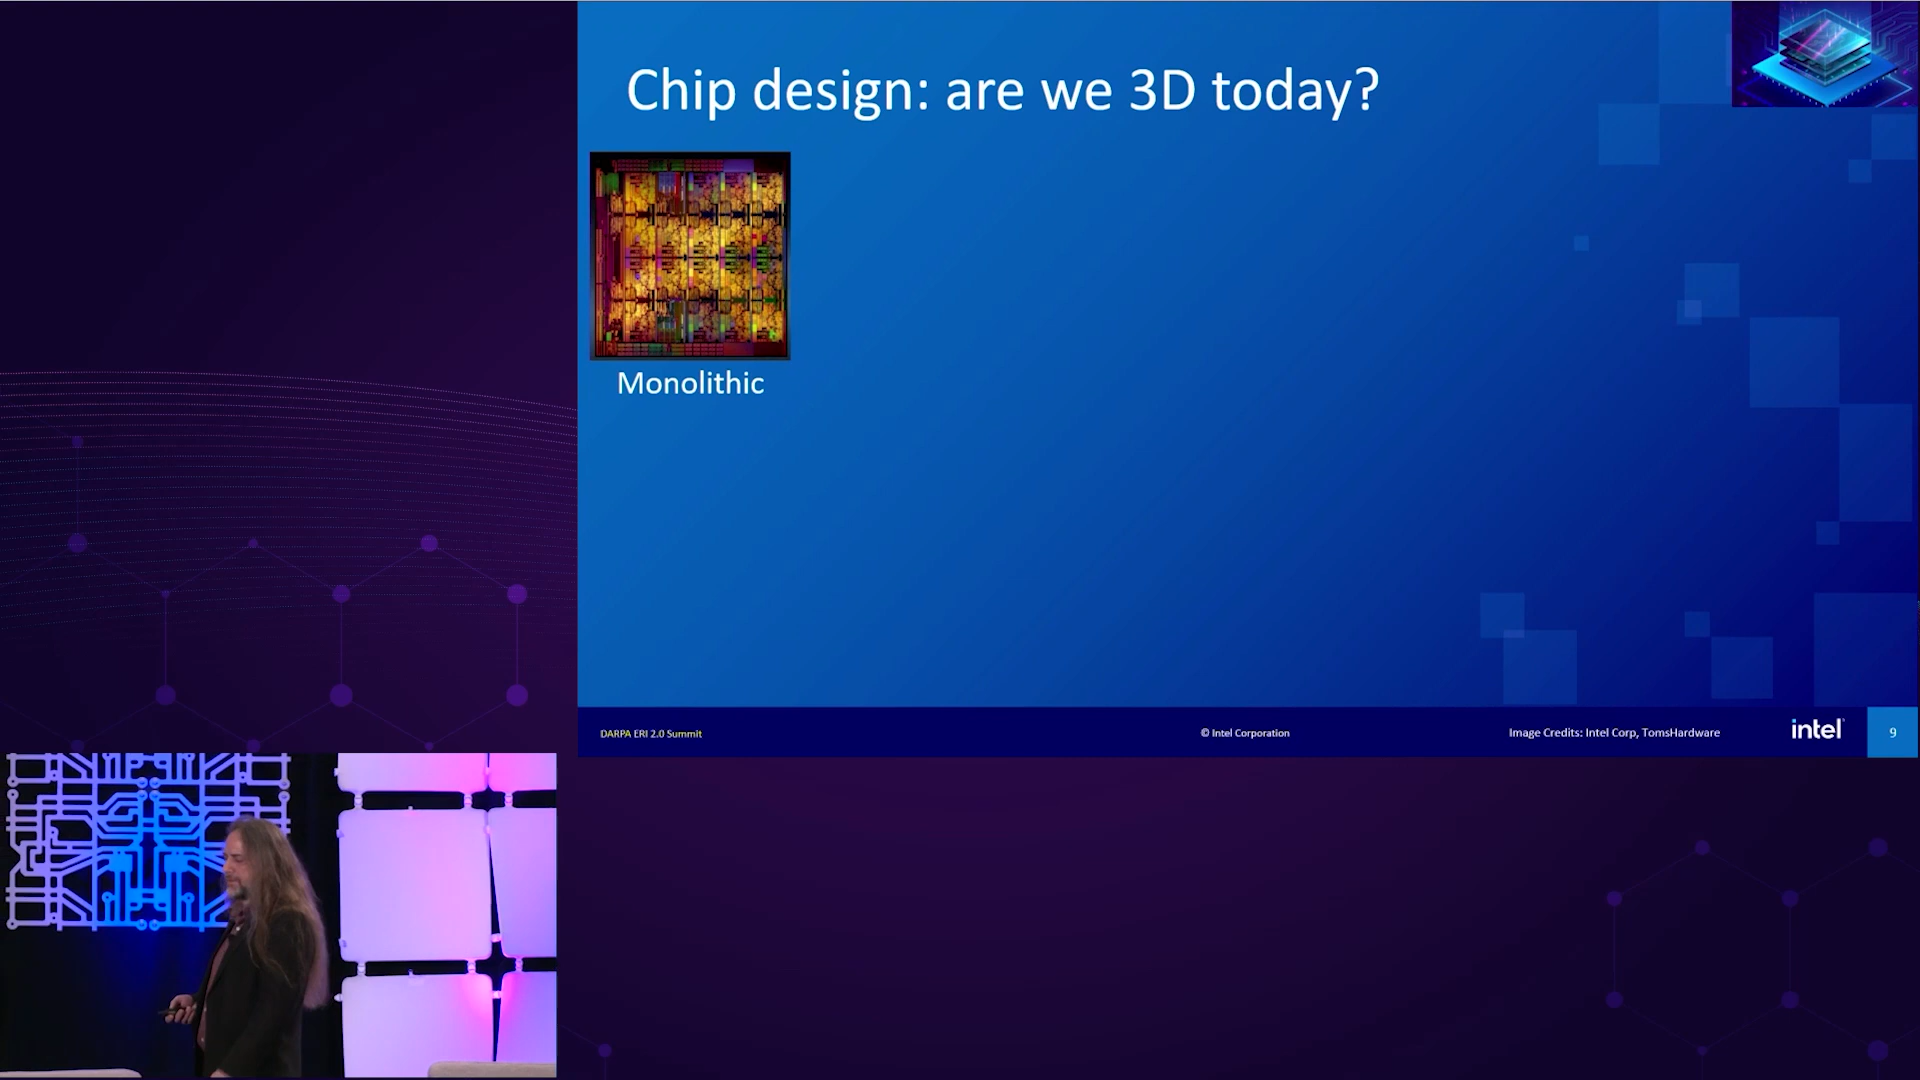 Chip design: are we 3D today?
Monolithic
DARPA ERI 2.0 Summit
© Intel Corporation
Image Credits: Intel Corp, TomsHardware
intel
9